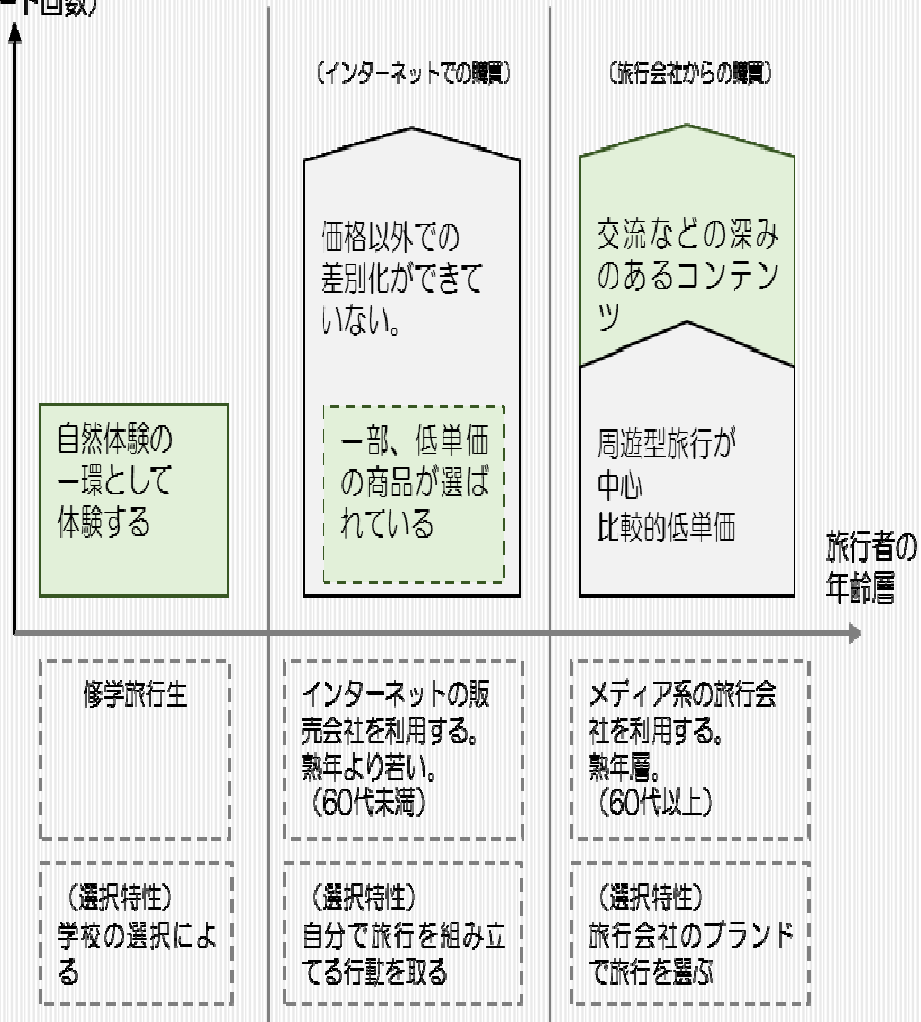 ート回数）
（インターネットでの購買）
（旅行会社からの購買）
価格以外での
差別化ができて
いない。
交流などの深み
のあるコンテン
ツ
自然体験の
一環として
体験する
一部、低単価
の商品が選ば
れている
周遊型旅行が
中心
比較的低単価
旅行者の
年齢層
修学旅行生
インターネットの販
売会社を利用する。
熟年より若い。
（60代未満）
メディア系の旅行会
社を利用する。
熟年層。
（60代以上）
（選択特性）
学校の選択によ
る
（選択特性）
自分で旅行を組み立
てる行動を取る
（選択特性）
旅行会社のブランド
で旅行を選ぶ